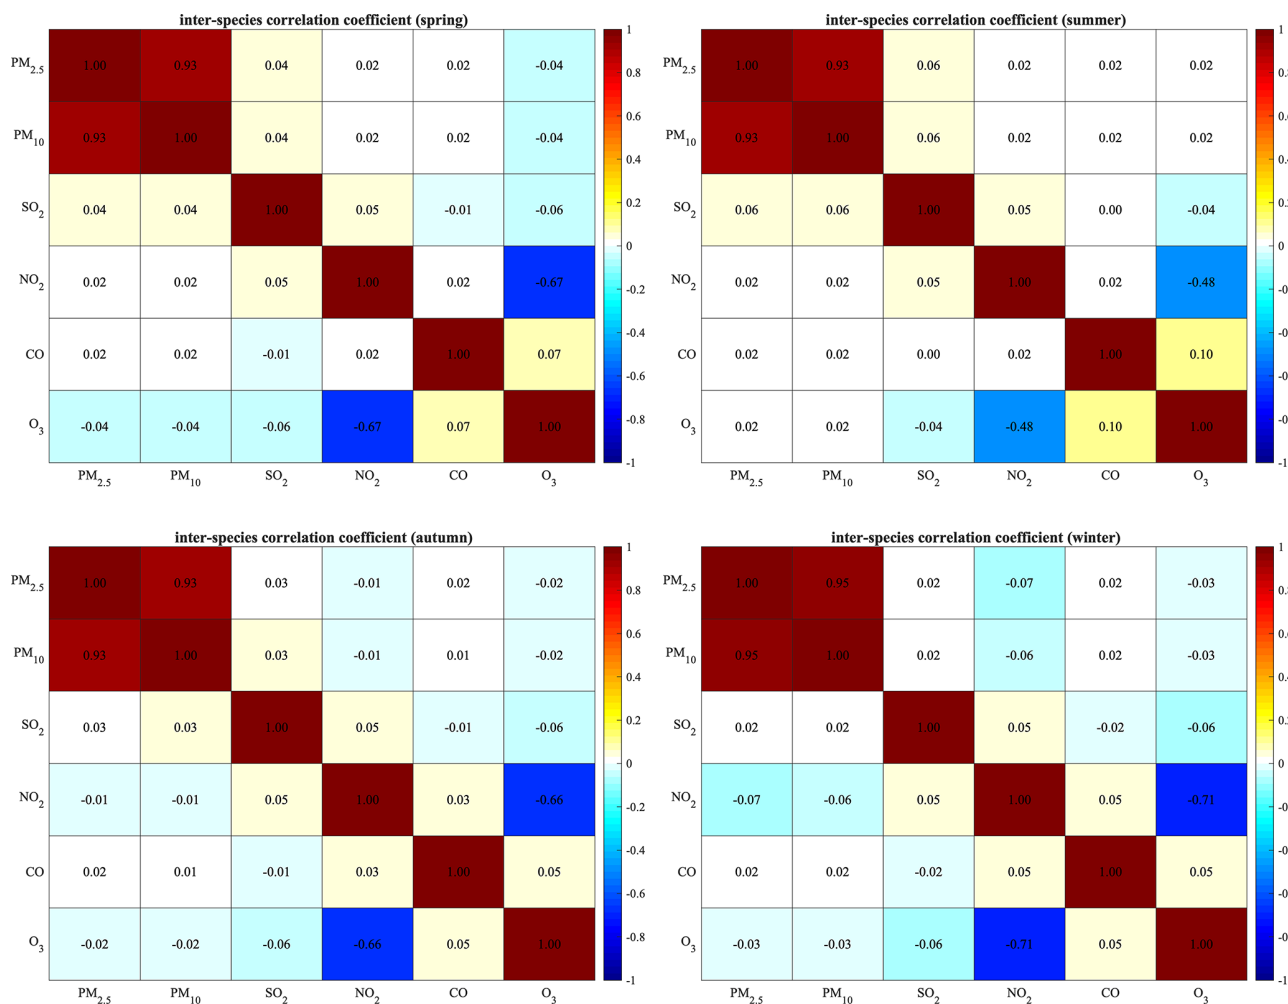 inter-species correlation coefficient (spring)
PM2.5 1.00 0.93 0.04 0.02 0.02 -0.04
PM10 0.93 1.00 0.04 0.02 0.02 -0.04
SO2 0.04 0.04 1.00 0.05 -0.01 -0.06
NO2 0.02 0.02 0.05 1.00 0.02 -0.67
CO 0.02 0.02 -0.01 0.02 1.00 0.07
O3 -0.04 -0.04 -0.06 -0.67 0.07 1.00
PM2.5 PM10 SO2 NO2 CO O3
1
0.8
0.6
0.4
0.2
0
-0.2
-0.4
-0.6
-0.8
-1
inter-species correlation coefficient (summer)
PM2.5 1.00 0.93 0.06 0.02 0.02 0.02
PM10 0.93 1.00 0.06 0.02 0.02 0.02
SO2 0.06 0.06 1.00 0.05 0.00 -0.04
NO2 0.02 0.02 0.05 1.00 0.02 -0.48
CO 0.02 0.02 0.00 0.02 1.00 0.10
O3 0.02 0.02 -0.04 -0.48 0.10 1.00
PM2.5 PM10 SO2 NO2 CO O3
1
0
inter-species correlation coefficient (autumn)
PM2.5 1.00 0.93 0.03 -0.01 0.02 -0.02
PM10 0.93 1.00 0.03 -0.01 0.01 -0.02
SO2 0.03 0.03 1.00 0.05 -0.01 -0.06
NO2 -0.01 -0.01 0.05 1.00 0.03 -0.66
CO 0.02 0.01 -0.01 0.03 1.00 0.05
O3 -0.02 -0.02 -0.06 -0.66 0.05 1.00
PM2.5 PM10 SO2 NO2 CO O3
1
0.8
0.6
0.4
0.2
0
-0.2
-0.4
-0.6
-0.8
-1
inter-species correlation coefficient (winter)
PM2.5 1.00 0.95 0.02 -0.07 0.02 -0.03
PM10 0.95 1.00 0.02 -0.06 0.02 -0.03
SO2 0.02 0.02 1.00 0.05 -0.02 -0.06
NO2 -0.07 -0.06 0.05 1.00 0.05 -0.71
CO 0.02 0.02 -0.02 0.05 1.00 0.05
O3 -0.03 -0.03 -0.06 -0.71 0.05 1.00
PM2.5 PM10 SO2 NO2 CO O3
1
0